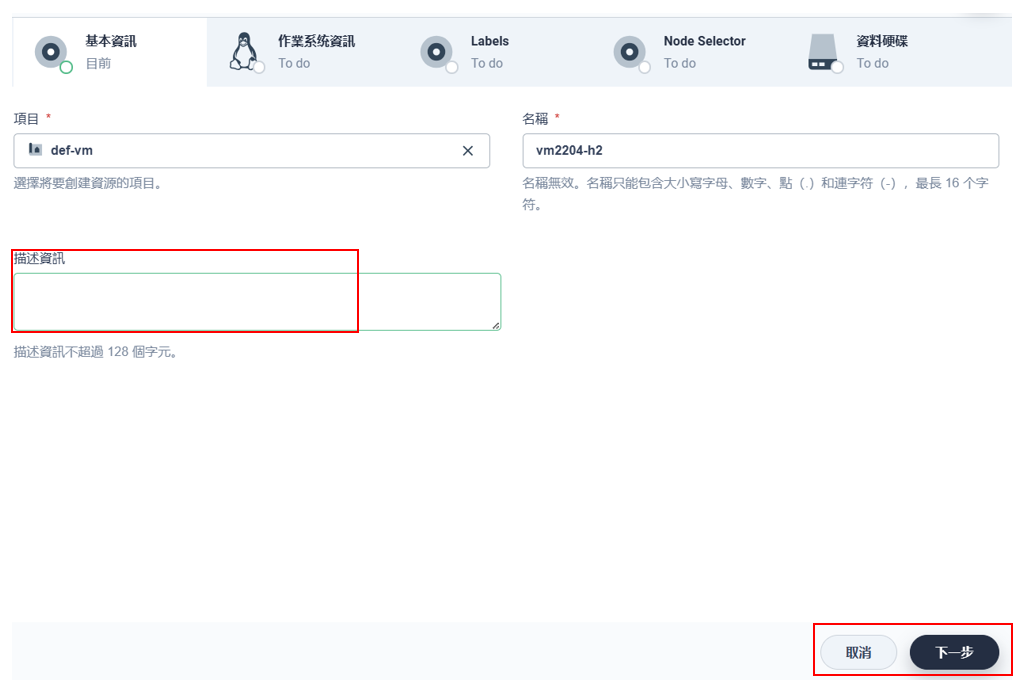 基本資訊
目前
作業系统資訊
To do
Labels
To do
Node Selector
To do
資料硬碟
To do
項目 *
def-vm
選擇將要創建資源的項目。
名稱 *
vm2204-h2
名稱無效。名稱只能包含大小寫字母、數字、點（.）和連字符（-），最長 16 个字
符。
描述資訊
描述資訊不超過 128 個字元。
取消
下一步